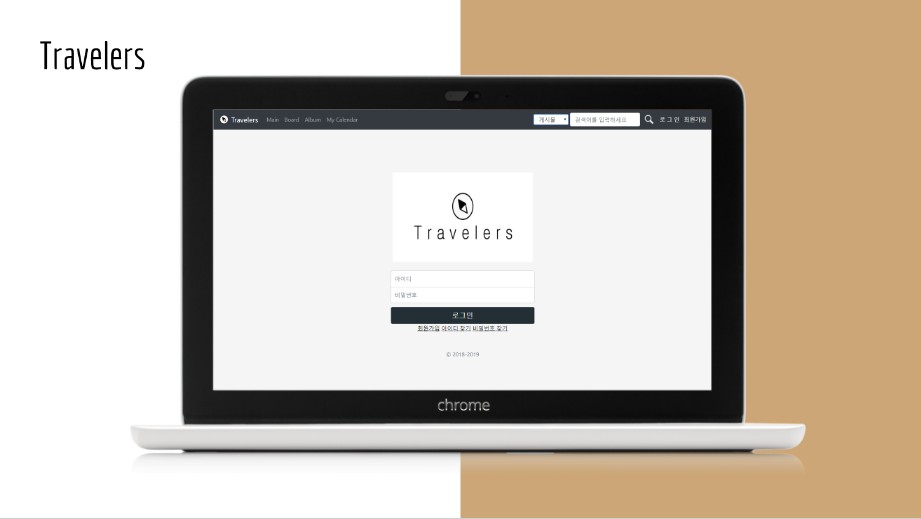 Travelers
Travelers Main Board Album My Calendar 게시물 검색어를 입력하세요 로그인 회원가입
Travelers
아이디
비밀번호
로그인
회원가입 아이디 찾기 비밀번호 찾기
© 2018-2019
chrome